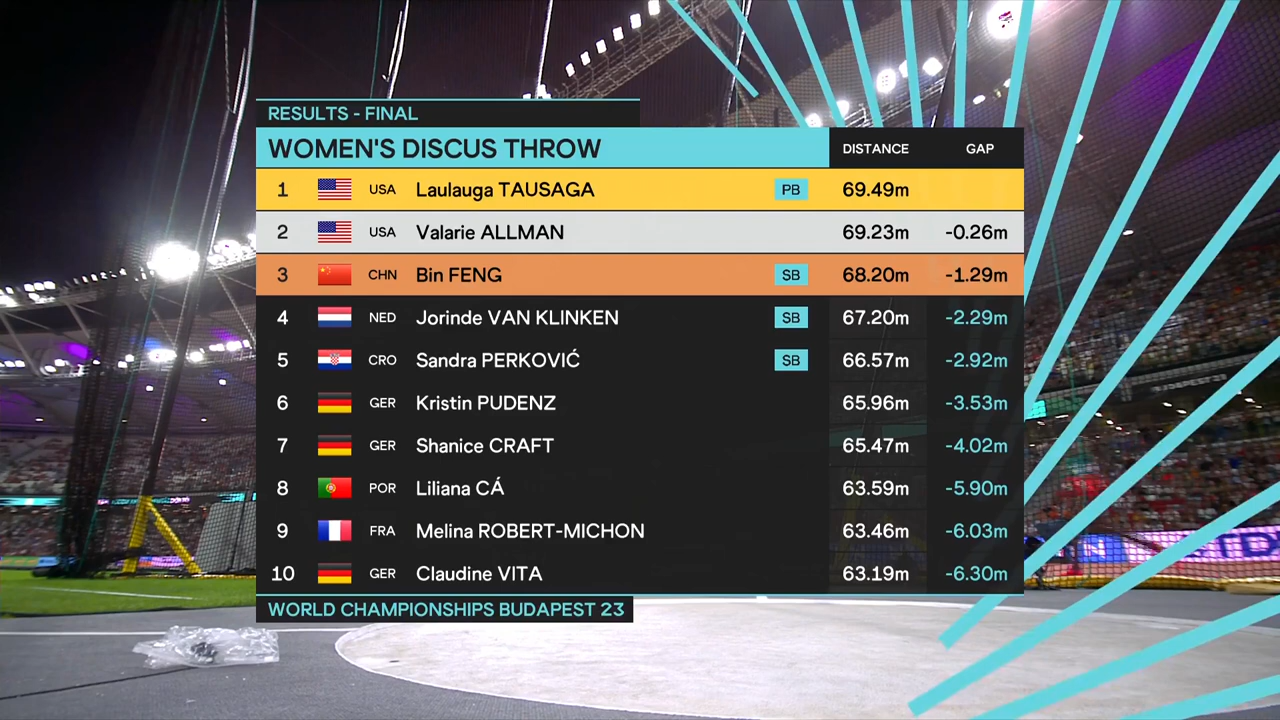 RESULTS - FINAL
WOMEN'S DISCUS THROW DISTANCE GAP
1 USA Laulauga TAUSAGA PB 69.49m
2 USA Valarie ALLMAN 69.23m -0.26m
3 CHN Bin FENG SB 68.20m -1.29m
4 NED Jorinde VAN KLINKEN SB 67.20m -2.29m
5 CRO Sandra PERKOVIĆ SB 66.57m -2.92m
6 GER Kristin PUDENZ 65.96m -3.53m
7 GER Shanice CRAFT 65.47m -4.02m
8 POR Liliana CÁ 63.59m -5.90m
9 FRA Melina ROBERT-MICHON 63.46m -6.03m
10 GER Claudine VITA 63.19m -6.30m
WORLD CHAMPIONSHIPS BUDAPEST 23